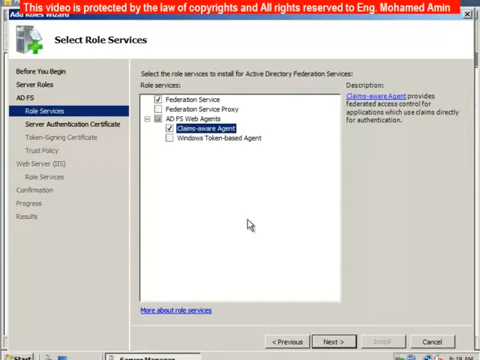 This video is protected by the law of copyrights and All rights reserved to Eng. Mohamed Amin
Add Roles Wizard
Select Role Services
Before You Begin
Server Roles
AD FS
Role Services
Server Authentication Certificate
Token-Signing Certificate
Trust Policy
Web Server (IIS)
Role Services
Confirmation
Progress
Results
Select the role services to install for Active Directory Federation Services:
Role services:
Federation Service
Federation Service Proxy
AD FS Web Agents
Claims-aware Agent
Windows Token-based Agent
More about role services
Description:
Claims-aware Agent provides
federated access control for
applications which use claims directly
for authentication.
< Previous
Next >
Install
Cancel
Start
Server Manager